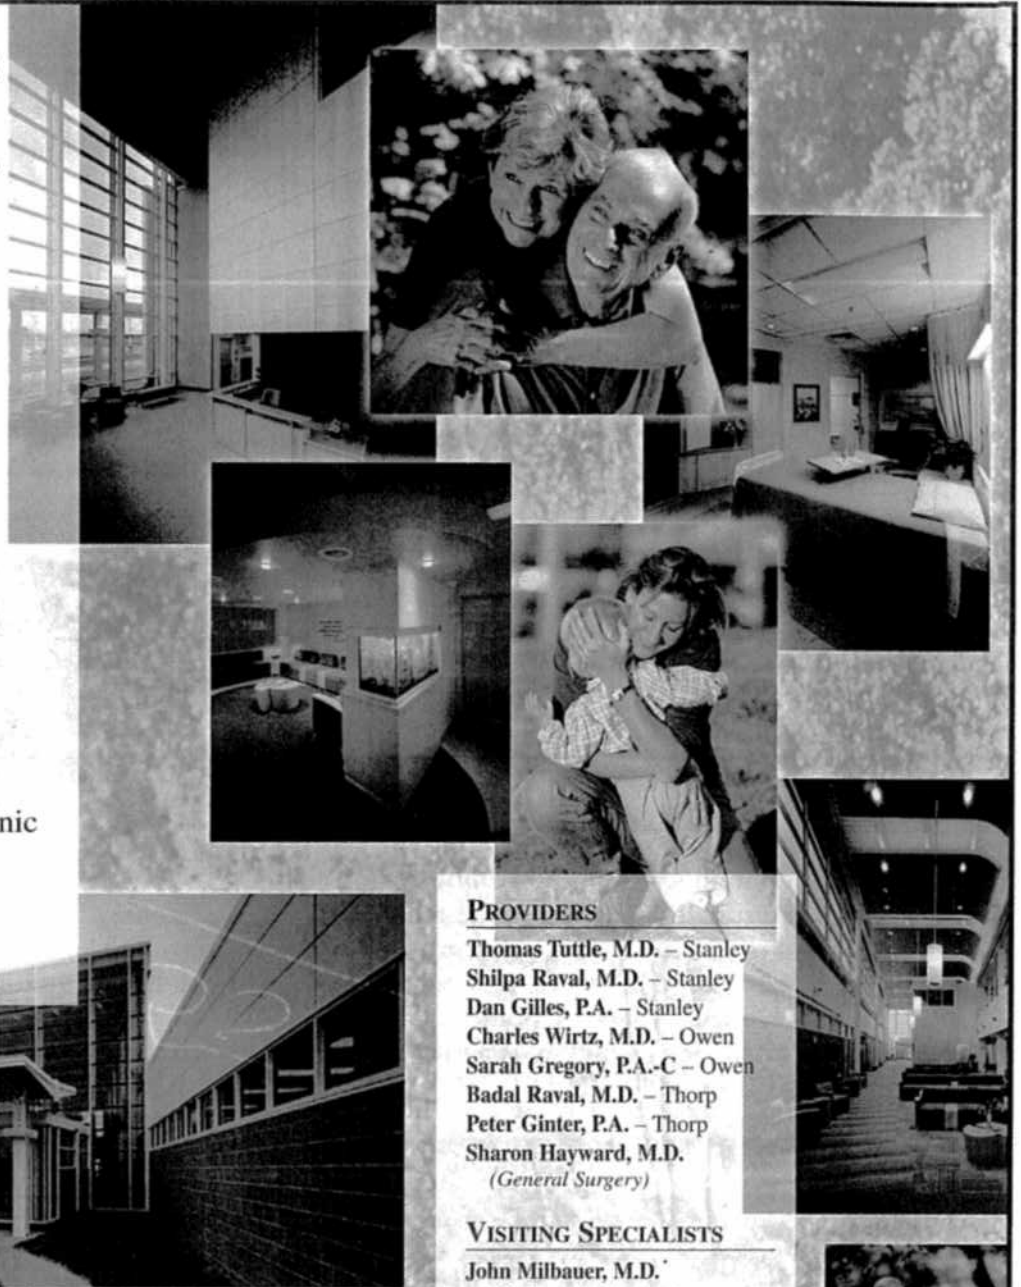 nic
PROVIDERS
Thomas Tuttle, M.D. – Stanley
Shilpa Raval, M.D. – Stanley
Dan Gilles, P.A. – Stanley
Charles Wirtz, M.D. – Owen
Sarah Gregory, P.A.-C – Owen
Badal Raval, M.D. – Thorp
Peter Ginter, P.A. – Thorp
Sharon Hayward, M.D.
(General Surgery)
VISITING SPECIALISTS
John Milbauer, M.D.